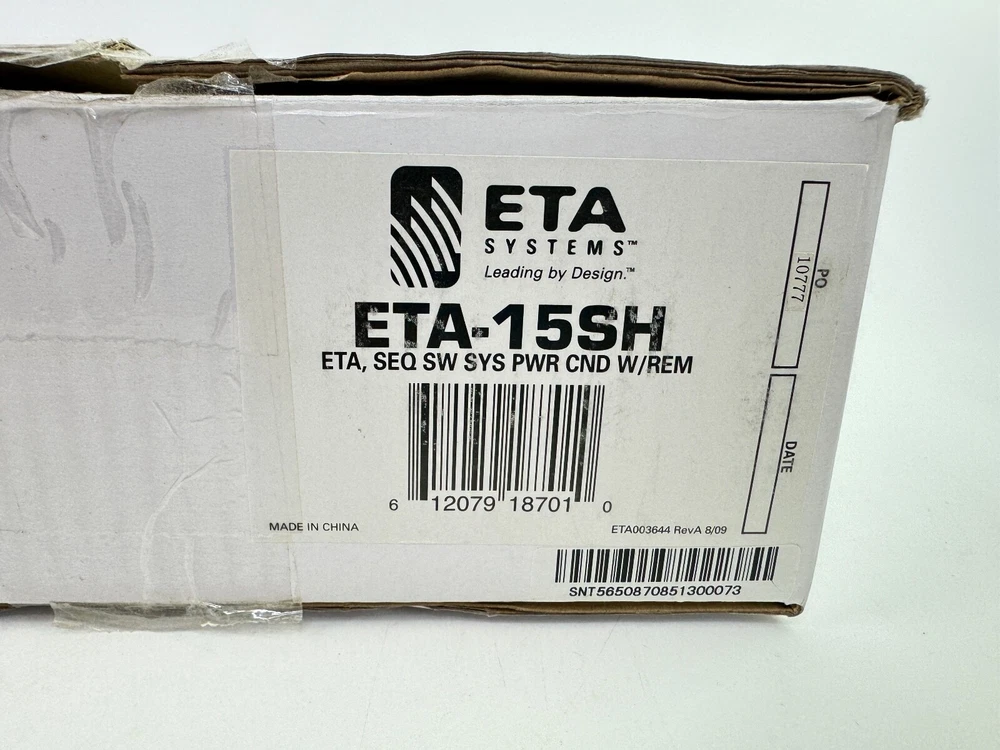 ETA
SYSTEMS™
Leading by Design.™
ETA-15SH
ETA, SEQ SW SYS PWR CND W/REM
6 12079 18701 0
MADE IN CHINA
ETA003644 RevA 8/09
SNT5650870851300073
PO
10777
DATE